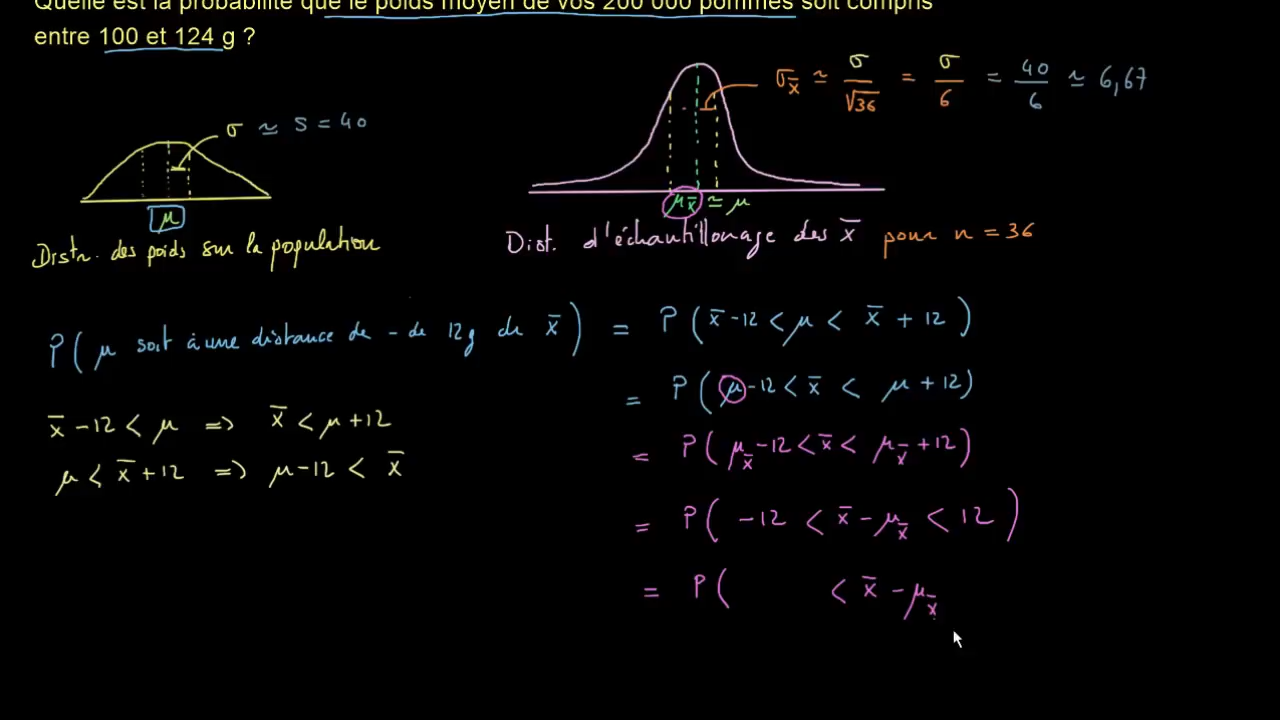 Quelle est la probabilité que le poids moyen de vos 200 000 pommes soit compris
entre 100 et 124 g ?
σx̄ ≃ σ/√36 = σ/6 = 40/6 ≃ 6,67
σ ≃ S = 40
μ
μx̄ ≃ μ
Distr. des poids sur la population
Dist. d'échantillonage des x̄ pour n = 36
P( μ soit à une distance de - de 12g de x̄ ) = P( x̄ -12 < μ < x̄ + 12 )
= P( μ -12 < x̄ < μ + 12 )
x̄ -12 < μ => x̄ < μ +12
= P( μx̄ -12 < x̄ < μx̄ +12 )
μ < x̄ +12 => μ -12 < x̄
= P( -12 < x̄ - μx̄ < 12 )
= P( < x̄ - μx̄